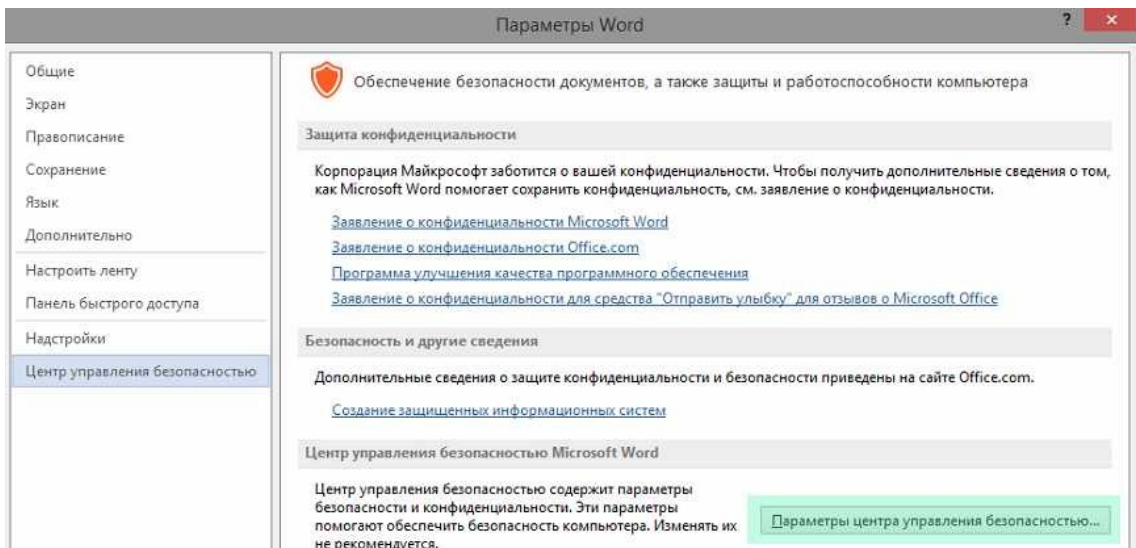 Параметры Word
?
×
Общие
Экран
Правописание
Сохранение
Язык
Дополнительно
Настроить ленту
Панель быстрого доступа
Надстройки
Центр управления безопасностью
Обеспечение безопасности документов, а также защиты и работоспособности компьютера
Защита конфиденциальности
Корпорация Майкрософт заботится о вашей конфиденциальности. Чтобы получить дополнительные сведения о том,
как Microsoft Word помогает сохранить конфиденциальность, см. заявление о конфиденциальности.
Заявление о конфиденциальности Microsoft Word
Заявление о конфиденциальности Office.com
Программа улучшения качества программного обеспечения
Заявление о конфиденциальности для средства "Отправить улыбку" для отзывов о Microsoft Office
Безопасность и другие сведения
Дополнительные сведения о защите конфиденциальности и безопасности приведены на сайте Office.com.
Создание защищенных информационных систем
Центр управления безопасностью Microsoft Word
Центр управления безопасностью содержит параметры
безопасности и конфиденциальности. Эти параметры
помогают обеспечить безопасность компьютера. Изменять их
не рекомендуется.
Параметры центра управления безопасностью...